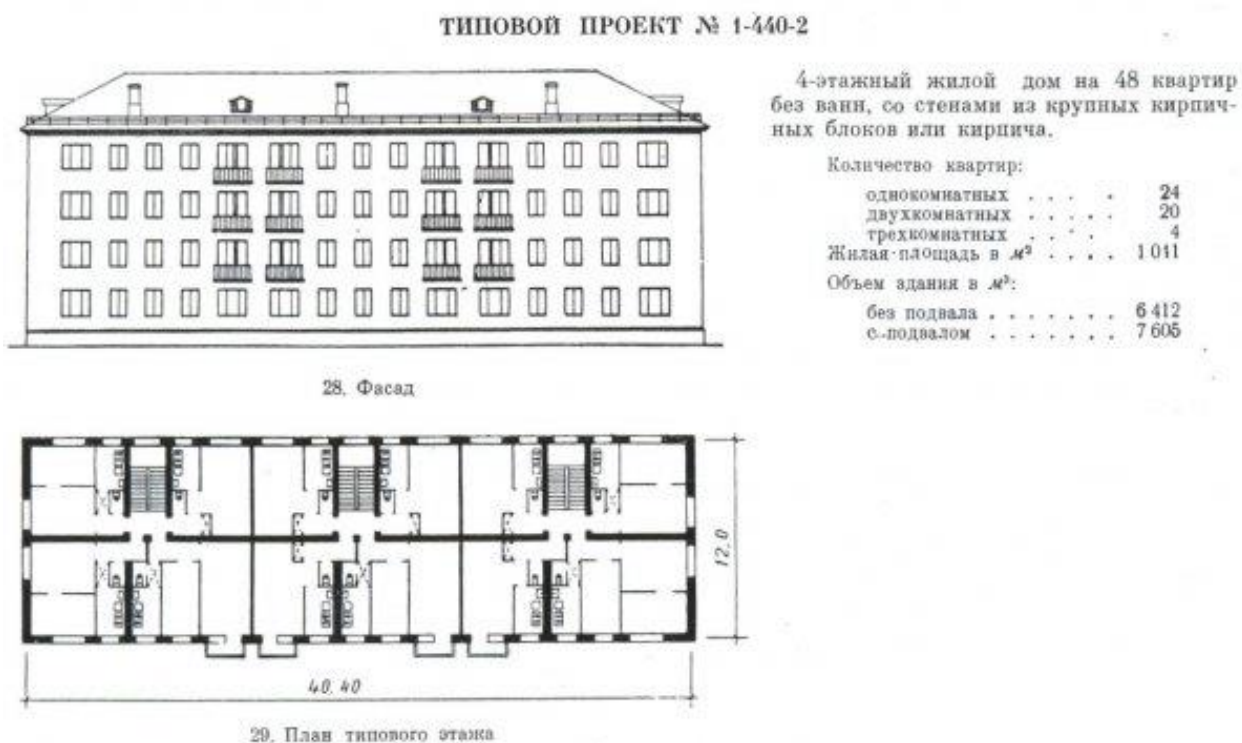 ТИПОВОЙ ПРОЕКТ № 1-440-2
4-этажный жилой дом на 48 квартир
без ванн, со стенами из крупных кирпич-
ных блоков или кирпича.
Количество квартир:
однокомнатных . . . . 24
двухкомнатных . . . . . 20
трехкомнатных . . . . 4
Жилая площадь в м² . . . . 1 011
Объем здания в м³:
без подвала . . . . . . . 6 412
с подвалом . . . . . . . 7 605
28. Фасад
12,0
40,40
29. План типового этажа